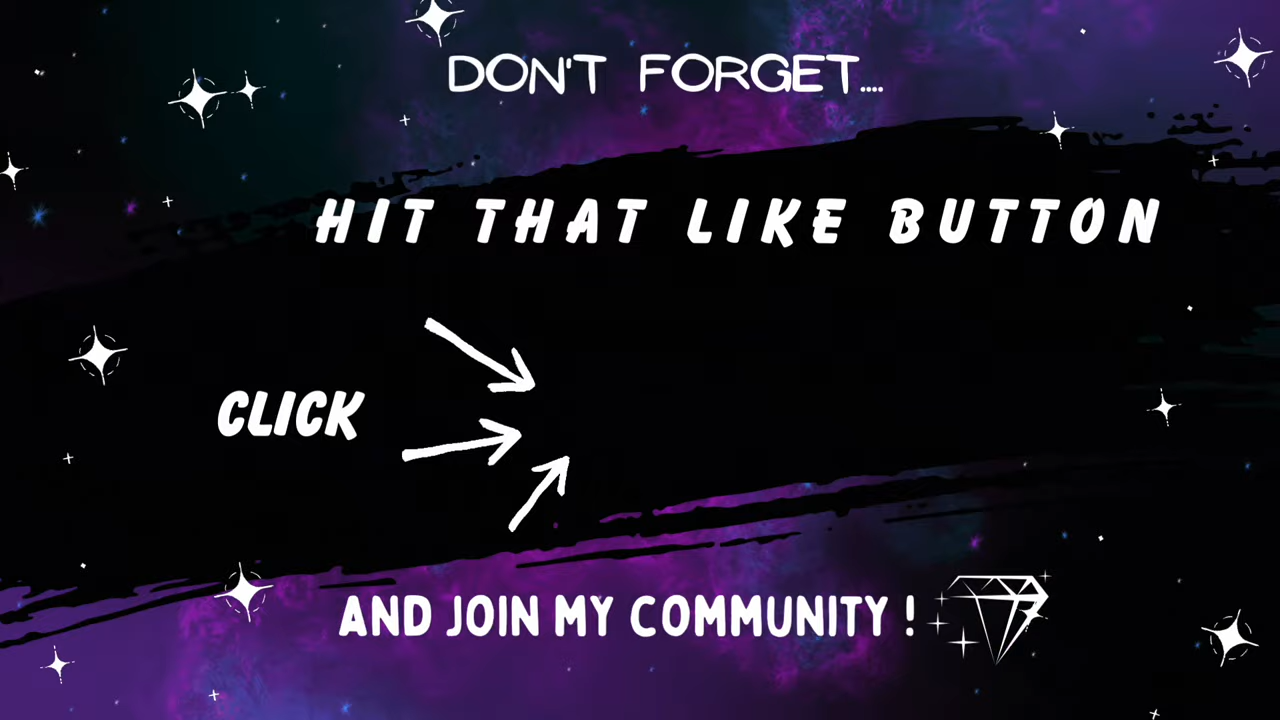 DON'T FORGET....
HIT THAT LIKE BUTTON
CLICK
AND JOIN MY COMMUNITY !